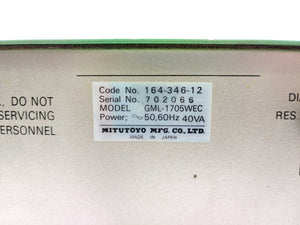 Code No. 164-346-12
Serial No. 702066
MODEL GML-1705WEC
Power; ~50,60Hz 40VA
MITUTOYO MFG. CO., LTD.
MADE IN JAPAN
, DO NOT
SERVICING
PERSONNEL.
DI
RES